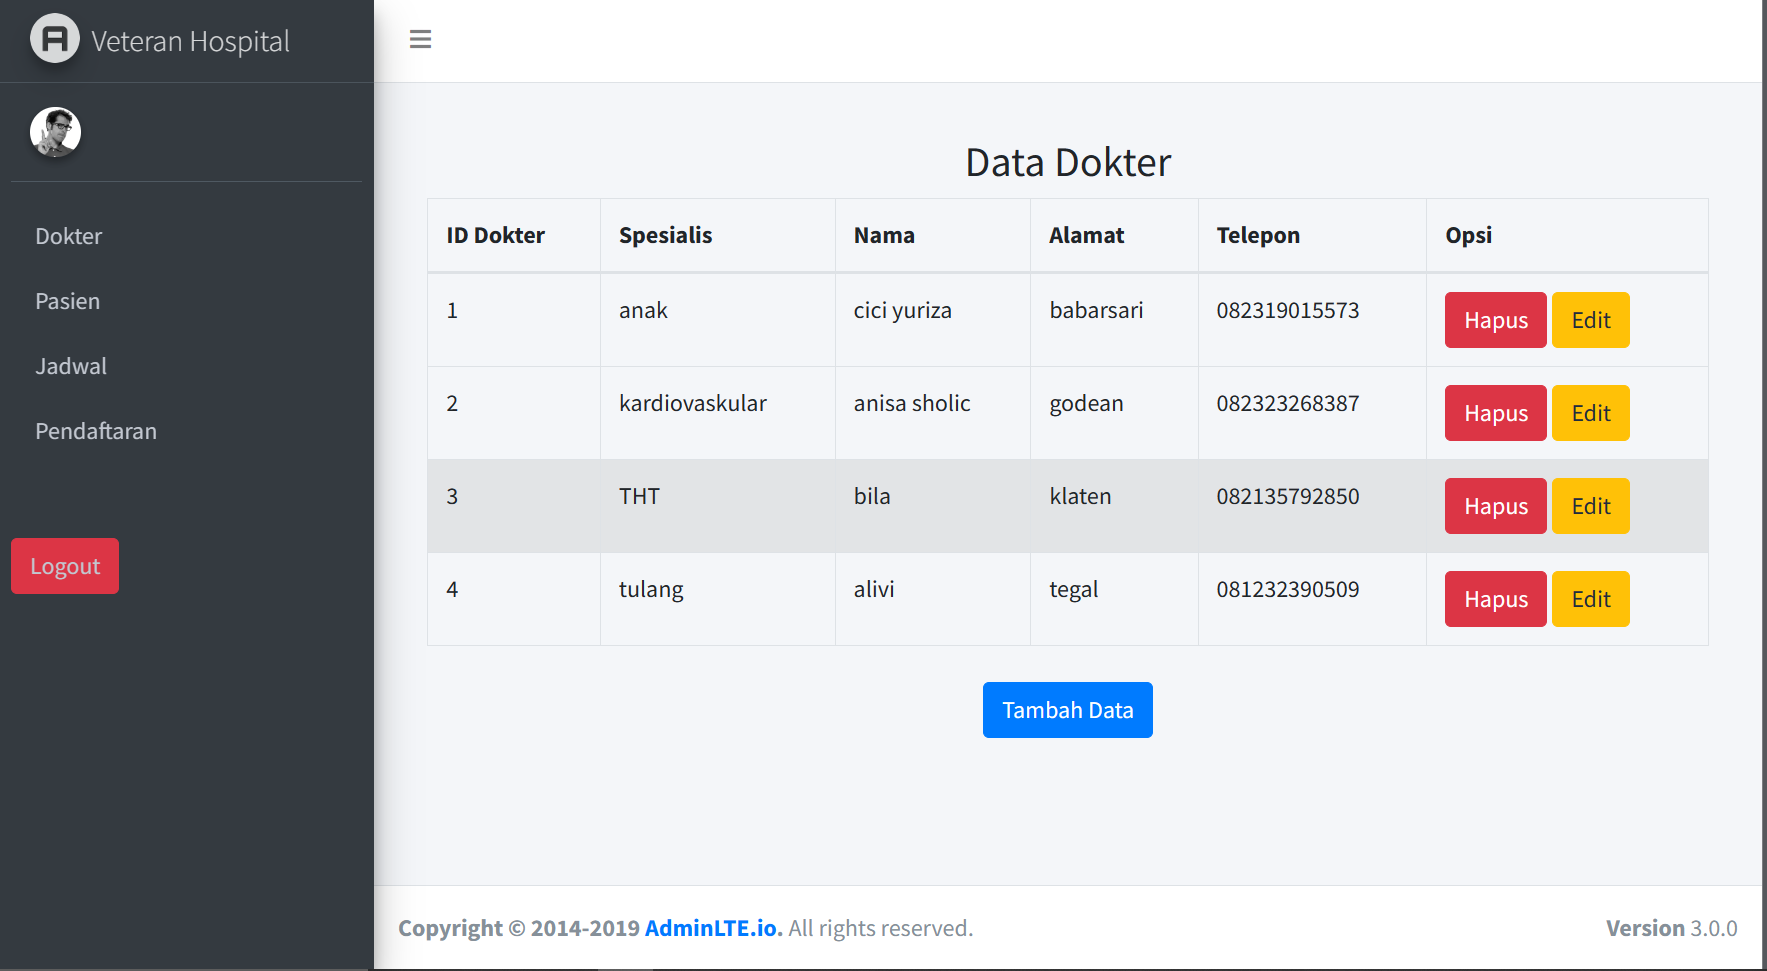 Veteran Hospital
Dokter
Pasien
Jadwal
Pendaftaran
Logout
Data Dokter
ID Dokter Spesialis Nama Alamat Telepon Opsi
1 anak cici yuriza babarsari 082319015573 Hapus Edit
2 kardiovaskular anisa sholic godean 082323268387 Hapus Edit
3 THT bila klaten 082135792850 Hapus Edit
4 tulang alivi tegal 081232390509 Hapus Edit
Tambah Data
Copyright © 2014-2019 AdminLTE.io. All rights reserved. Version 3.0.0